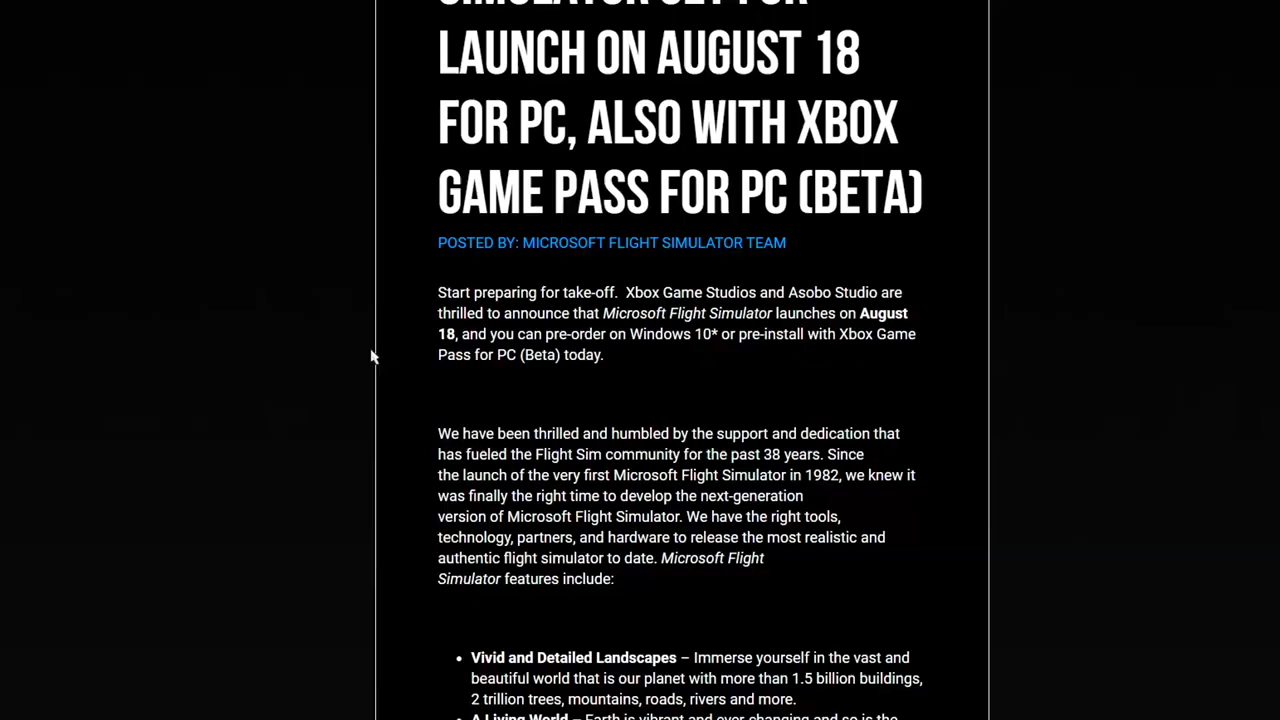 SIMULATOR SET FOR
LAUNCH ON AUGUST 18
FOR PC, ALSO WITH XBOX
GAME PASS FOR PC (BETA)
POSTED BY: MICROSOFT FLIGHT SIMULATOR TEAM
Start preparing for take-off.  Xbox Game Studios and Asobo Studio are
thrilled to announce that Microsoft Flight Simulator launches on August
18, and you can pre-order on Windows 10* or pre-install with Xbox Game
Pass for PC (Beta) today.
We have been thrilled and humbled by the support and dedication that
has fueled the Flight Sim community for the past 38 years. Since
the launch of the very first Microsoft Flight Simulator in 1982, we knew it
was finally the right time to develop the next-generation
version of Microsoft Flight Simulator. We have the right tools,
technology, partners, and hardware to release the most realistic and
authentic flight simulator to date. Microsoft Flight
Simulator features include:
• Vivid and Detailed Landscapes – Immerse yourself in the vast and
beautiful world that is our planet with more than 1.5 billion buildings,
2 trillion trees, mountains, roads, rivers and more.
• A Living World – Earth is vibrant and ever-changing and so is the